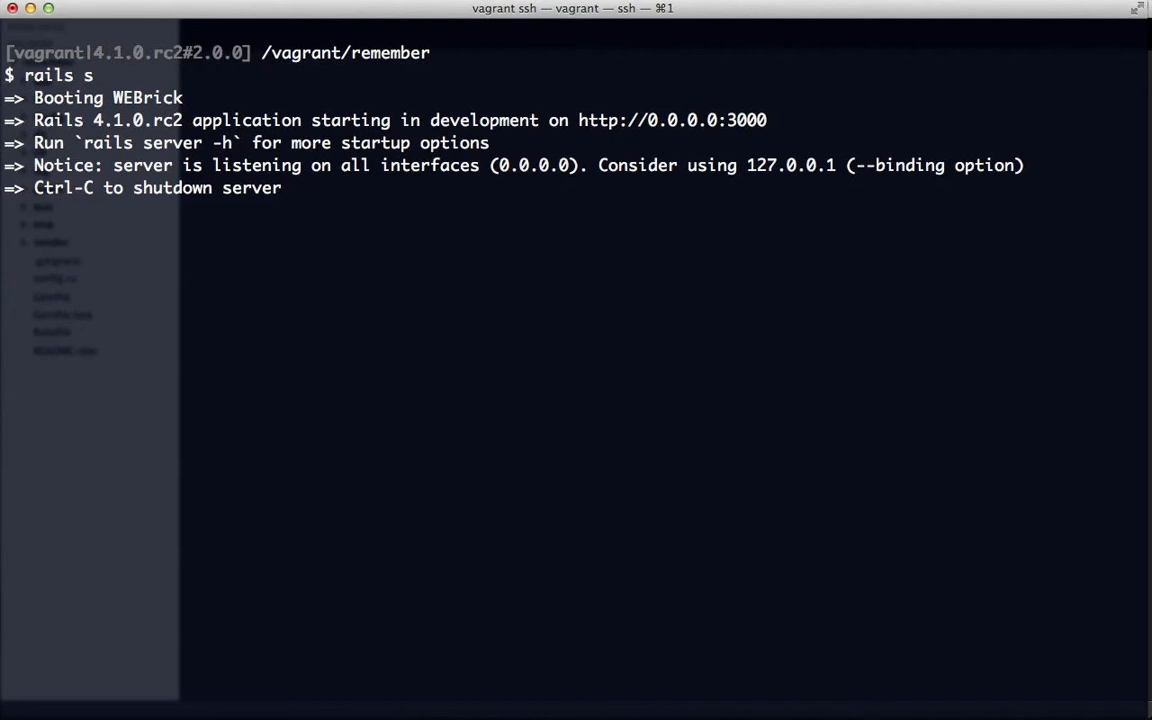 vagrant ssh — vagrant — ssh — ⌘1
[vagrant|4.1.0.rc2#2.0.0] /vagrant/remember
$ rails s
=> Booting WEBrick
=> Rails 4.1.0.rc2 application starting in development on http://0.0.0.0:3000
=> Run `rails server -h` for more startup options
=> Notice: server is listening on all interfaces (0.0.0.0). Consider using 127.0.0.1 (--binding option)
=> Ctrl-C to shutdown server